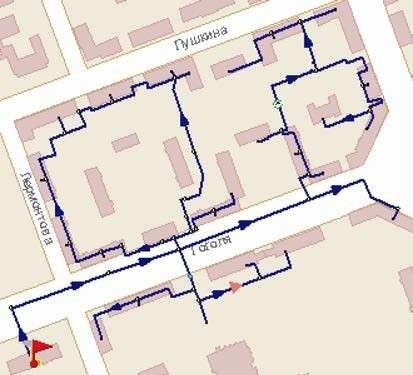 Пушкина
Лермонтова
Гоголя